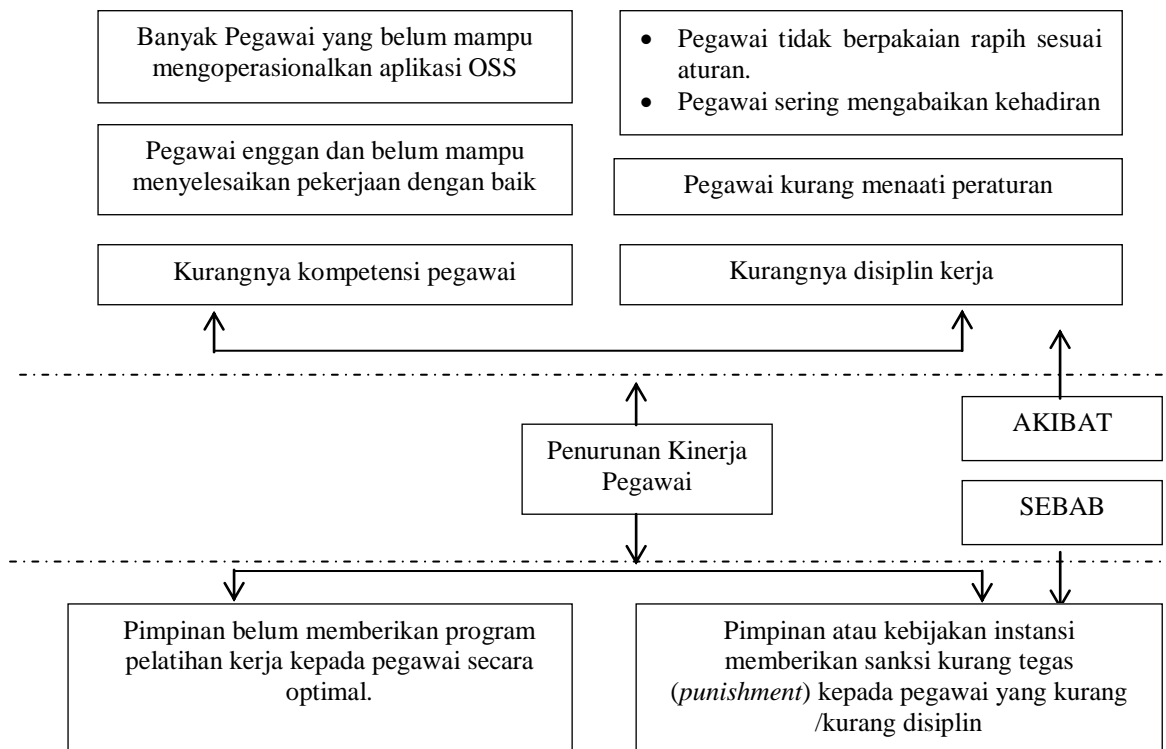 Banyak Pegawai yang belum mampu
mengoperasionalkan aplikasi OSS
• Pegawai tidak berpakaian rapih sesuai
aturan.
• Pegawai sering mengabaikan kehadiran
Pegawai enggan dan belum mampu
menyelesaikan pekerjaan dengan baik
Pegawai kurang menaati peraturan
Kurangnya kompetensi pegawai
Kurangnya disiplin kerja
AKIBAT
Penurunan Kinerja
Pegawai
SEBAB
Pimpinan belum memberikan program
pelatihan kerja kepada pegawai secara
optimal.
Pimpinan atau kebijakan instansi
memberikan sanksi kurang tegas
(punishment) kepada pegawai yang kurang
/kurang disiplin